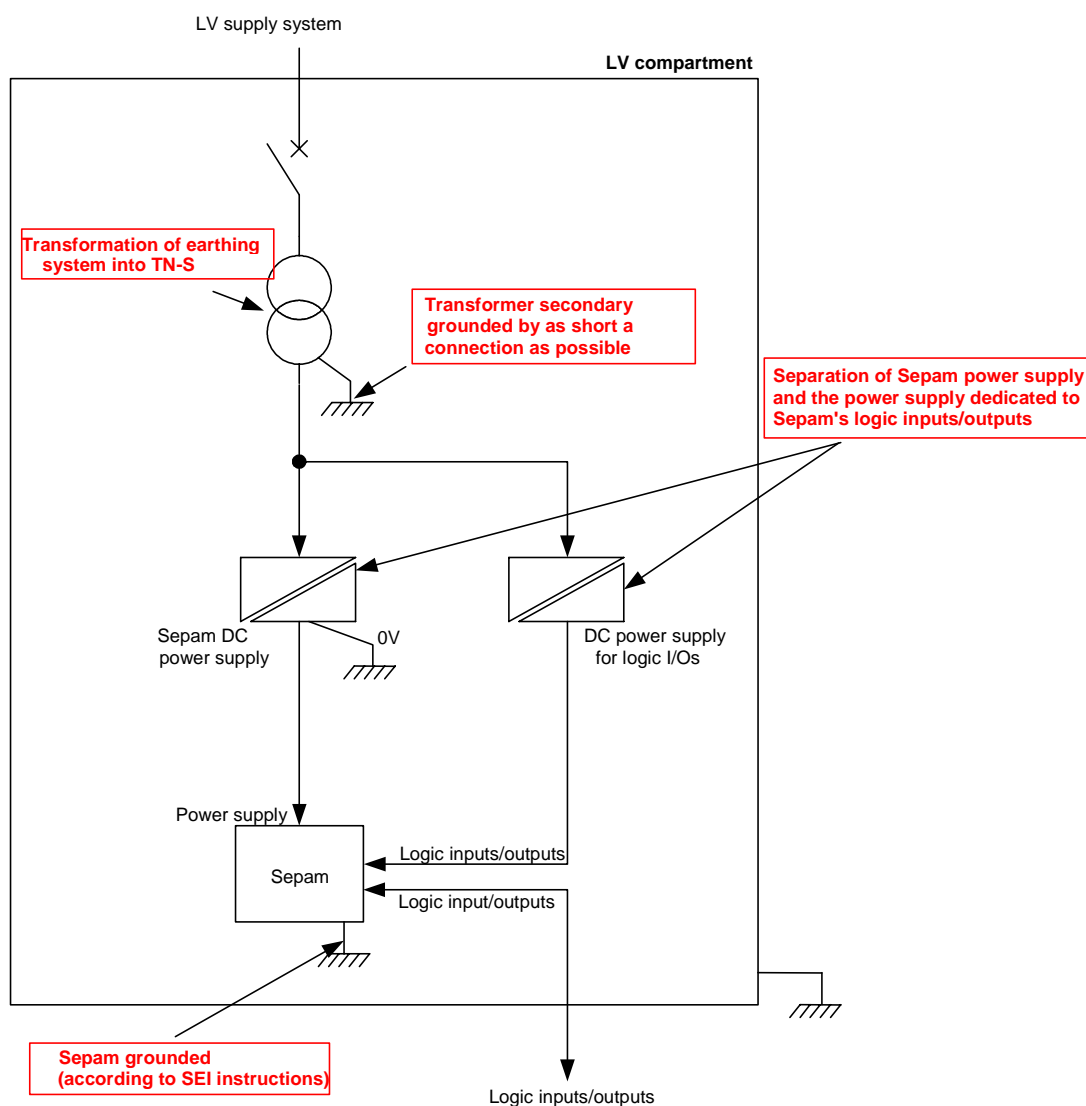 LV supply system
LV compartment
Transformation of earthing
system into TN-S
Transformer secondary
grounded by as short a
connection as possible
Separation of Sepam power supply
and the power supply dedicated to
Sepam's logic inputs/outputs
Sepam DC
power supply
0V
DC power supply
for logic I/Os
Power supply
Sepam
Logic inputs/outputs
Logic input/outputs
Sepam grounded
(according to SEI instructions)
Logic inputs/outputs